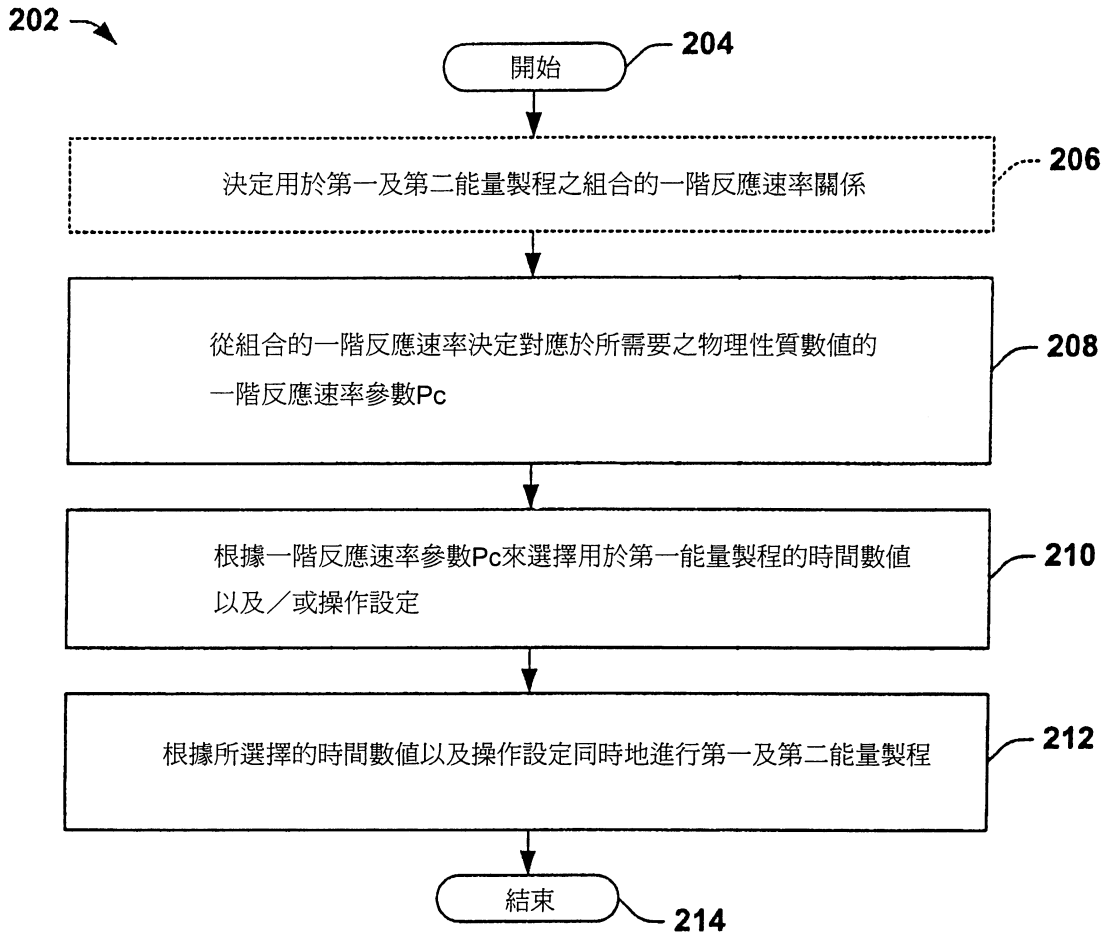 202
開始
204
決定用於第一及第二能量製程之組合的一階反應速率關係
206
從組合的一階反應速率決定對應於所需要之物理性質數值的
一階反應速率參數Pc
208
根據一階反應速率參數Pc來選擇用於第一能量製程的時間數值
以及／或操作設定
210
根據所選擇的時間數值以及操作設定同時地進行第一及第二能量製程
212
結束
214